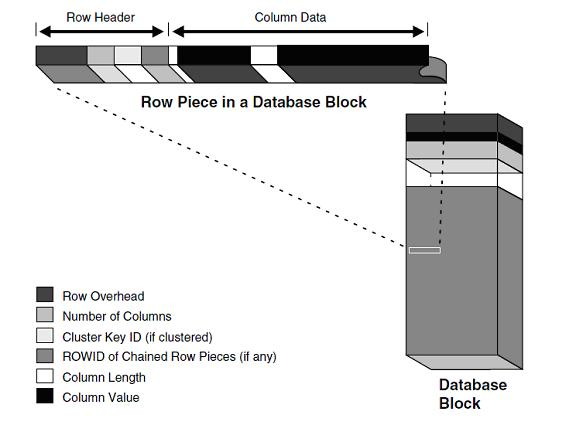 Row Header
Column Data
Row Piece in a Database Block
Row Overhead
Number of Columns
Cluster Key ID (if clustered)
ROWID of Chained Row Pieces (if any)
Column Length
Column Value
Database
Block